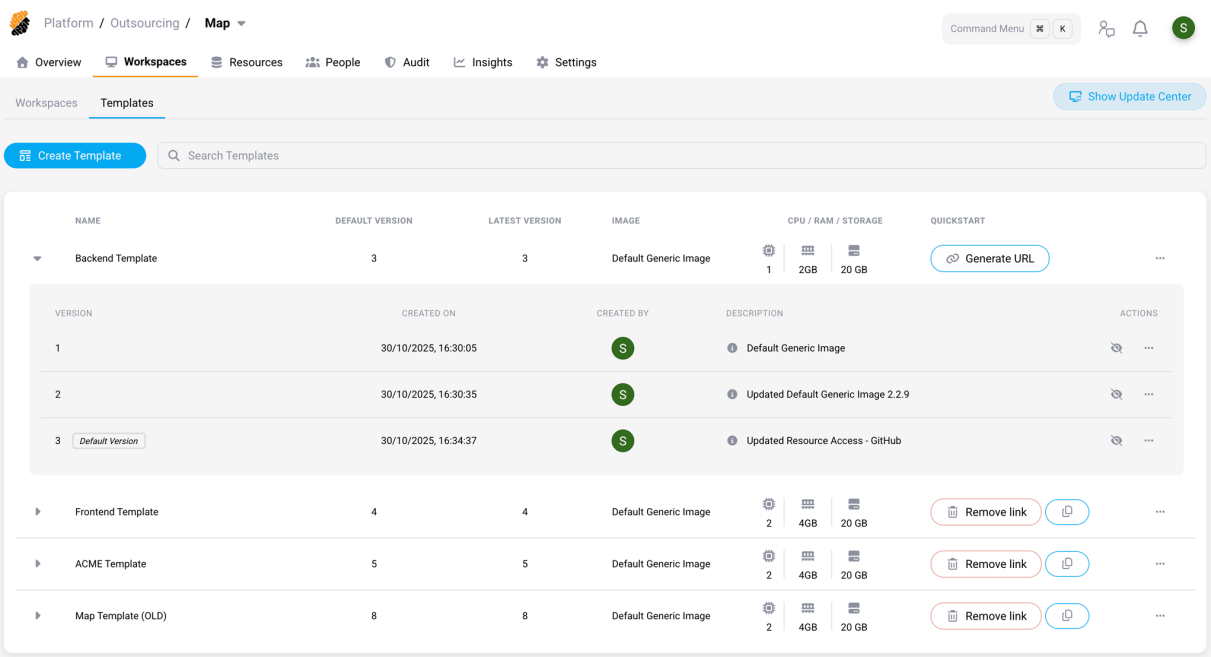 Platform / Outsourcing / Map
Command Menu ⌘ K
S
Overview Workspaces Resources People Audit Insights Settings
Workspaces Templates
Show Update Center
Create Template
Search Templates
NAME DEFAULT VERSION LATEST VERSION IMAGE CPU / RAM / STORAGE QUICKSTART
Backend Template 3 3 Default Generic Image 1 2GB 20 GB Generate URL
VERSION CREATED ON CREATED BY DESCRIPTION ACTIONS
1 30/10/2025, 16:30:05 S Default Generic Image
2 30/10/2025, 16:30:35 S Updated Default Generic Image 2.2.9
3 Default Version 30/10/2025, 16:34:37 S Updated Resource Access - GitHub
Frontend Template 4 4 Default Generic Image 2 4GB 20 GB Remove link
ACME Template 5 5 Default Generic Image 2 4GB 20 GB Remove link
Map Template (OLD) 8 8 Default Generic Image 2 4GB 20 GB Remove link